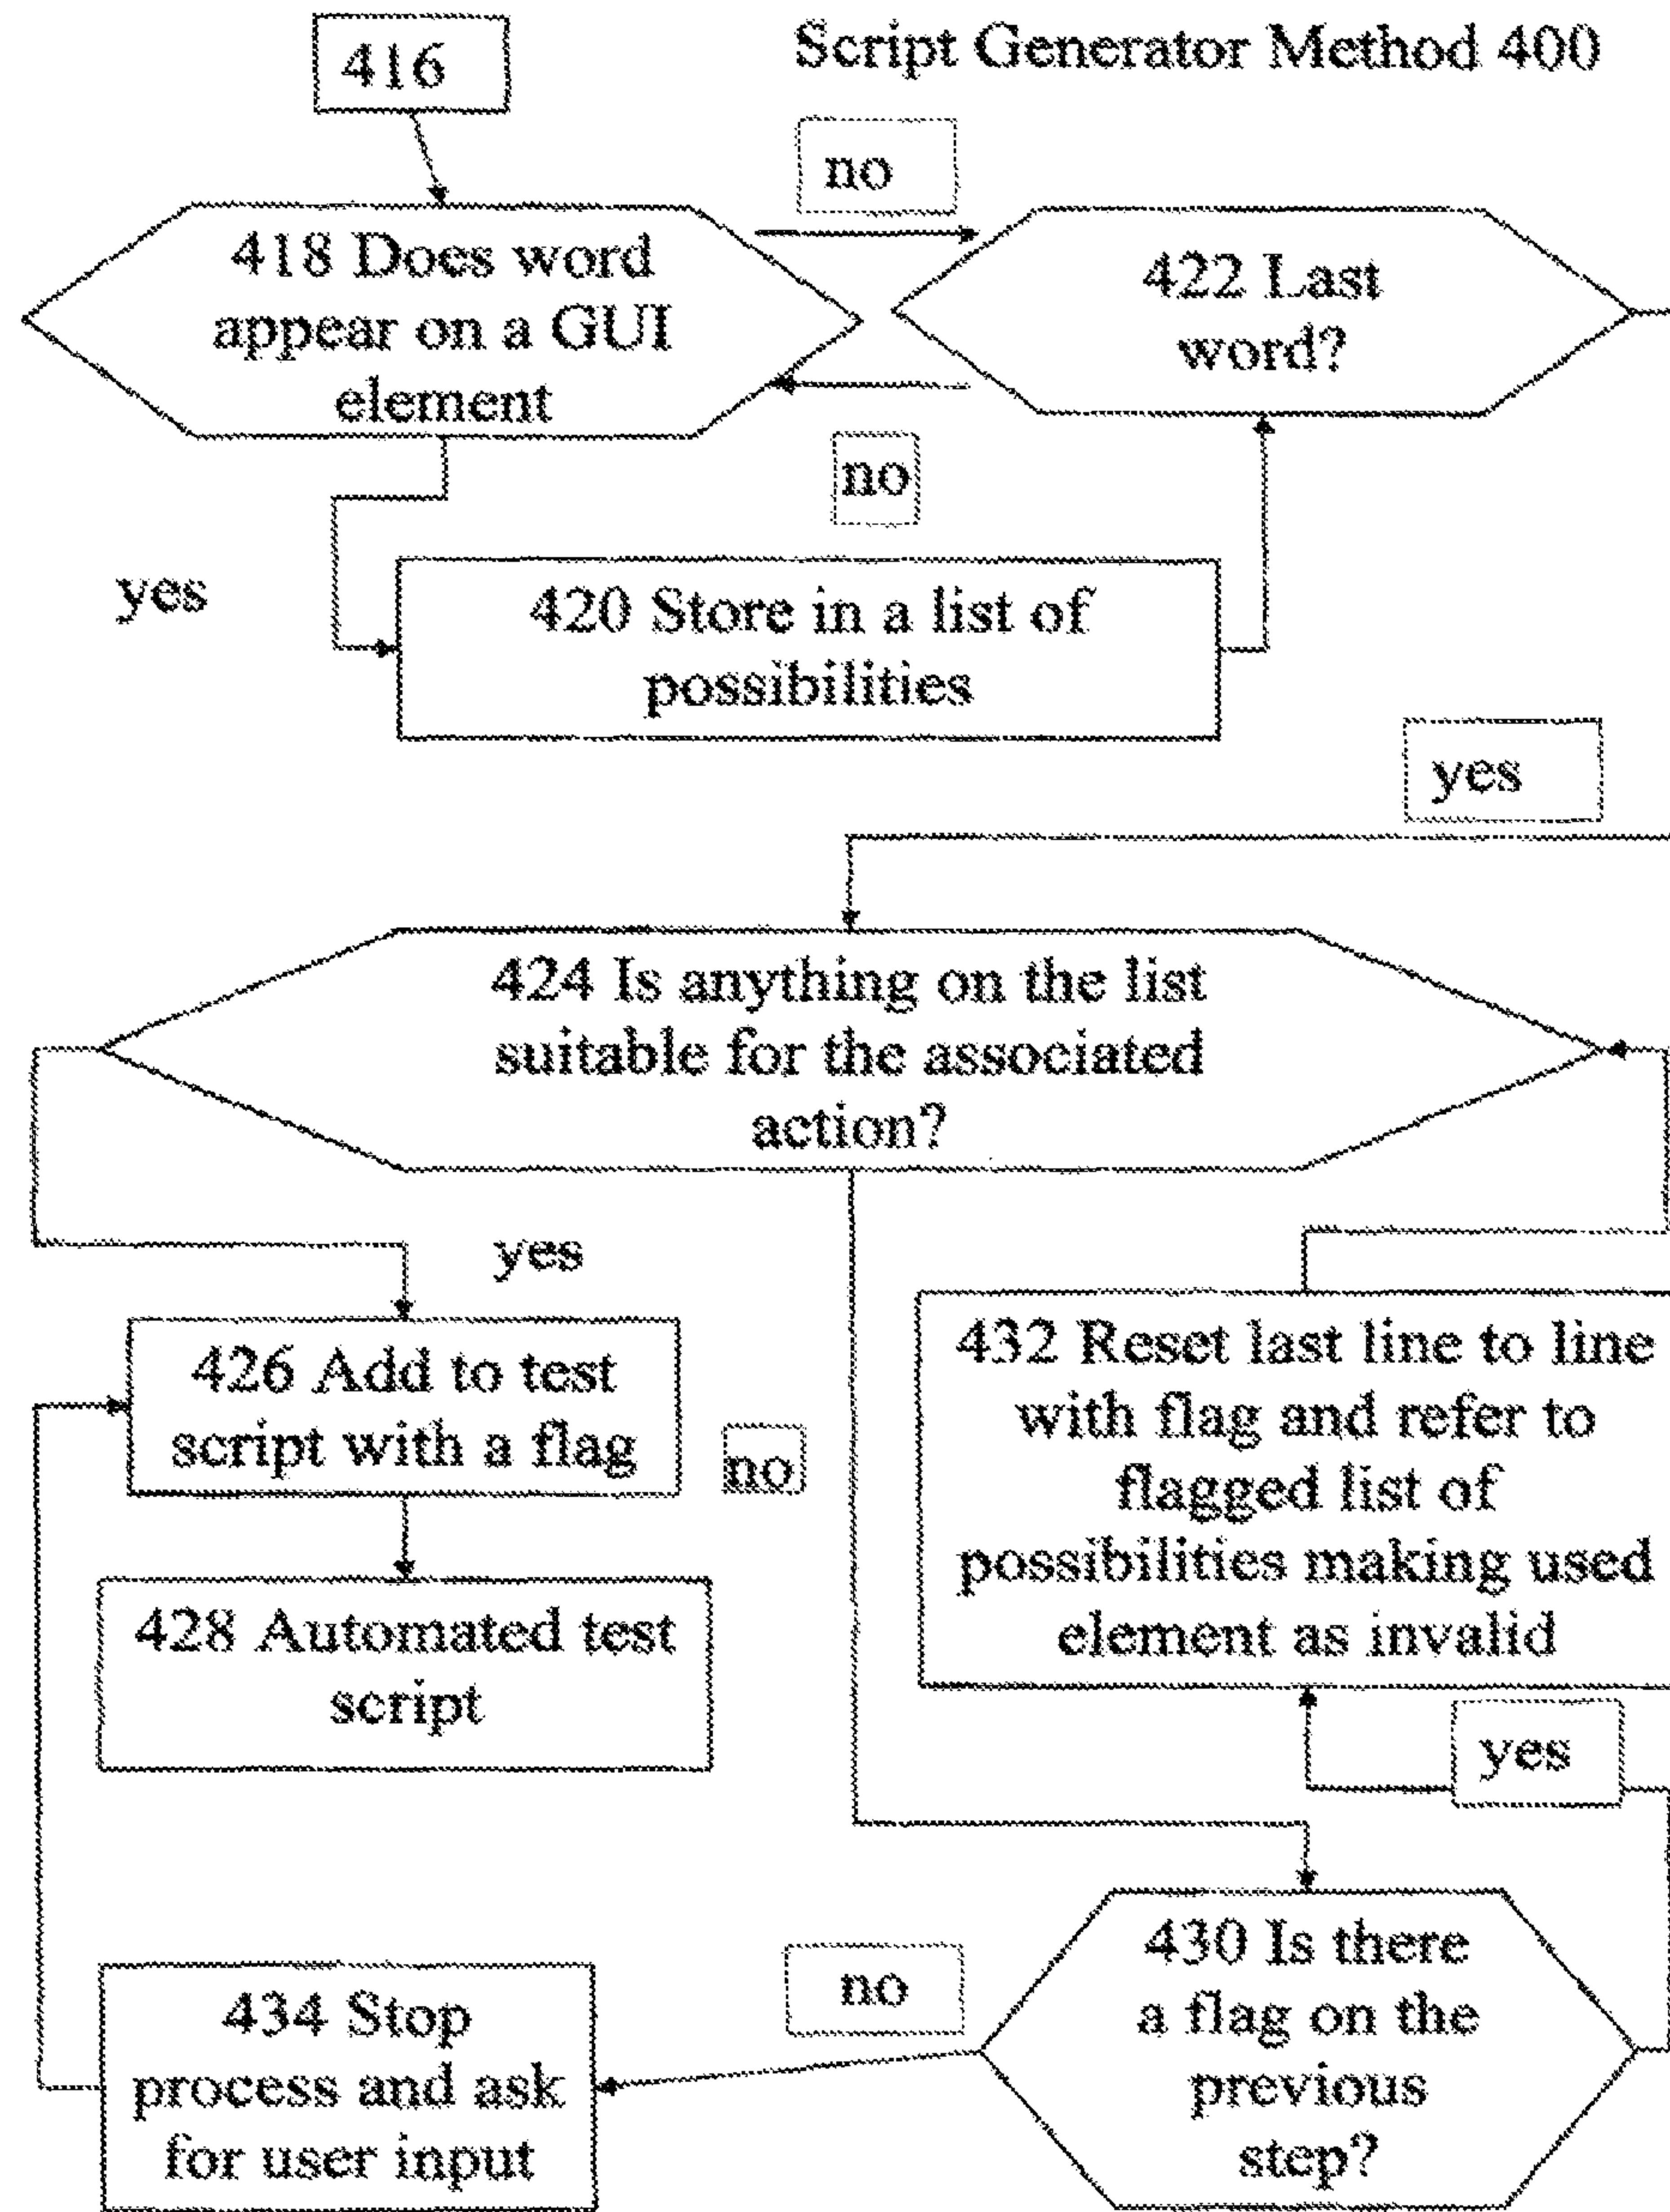 Script Generator Method 400
416
no
418 Does word
appear on a GUI
element
422 Last
word?
no
yes
420 Store in a list of
possibilities
yes
424 Is anything on the list
suitable for the associated
action?
yes
426 Add to test
script with a flag
no
432 Reset last line to line
with flag and refer to
flagged list of
possibilities making used
element as invalid
428 Automated test
script
yes
430 Is there
a flag on the
previous
step?
no
434 Stop
process and ask
for user input